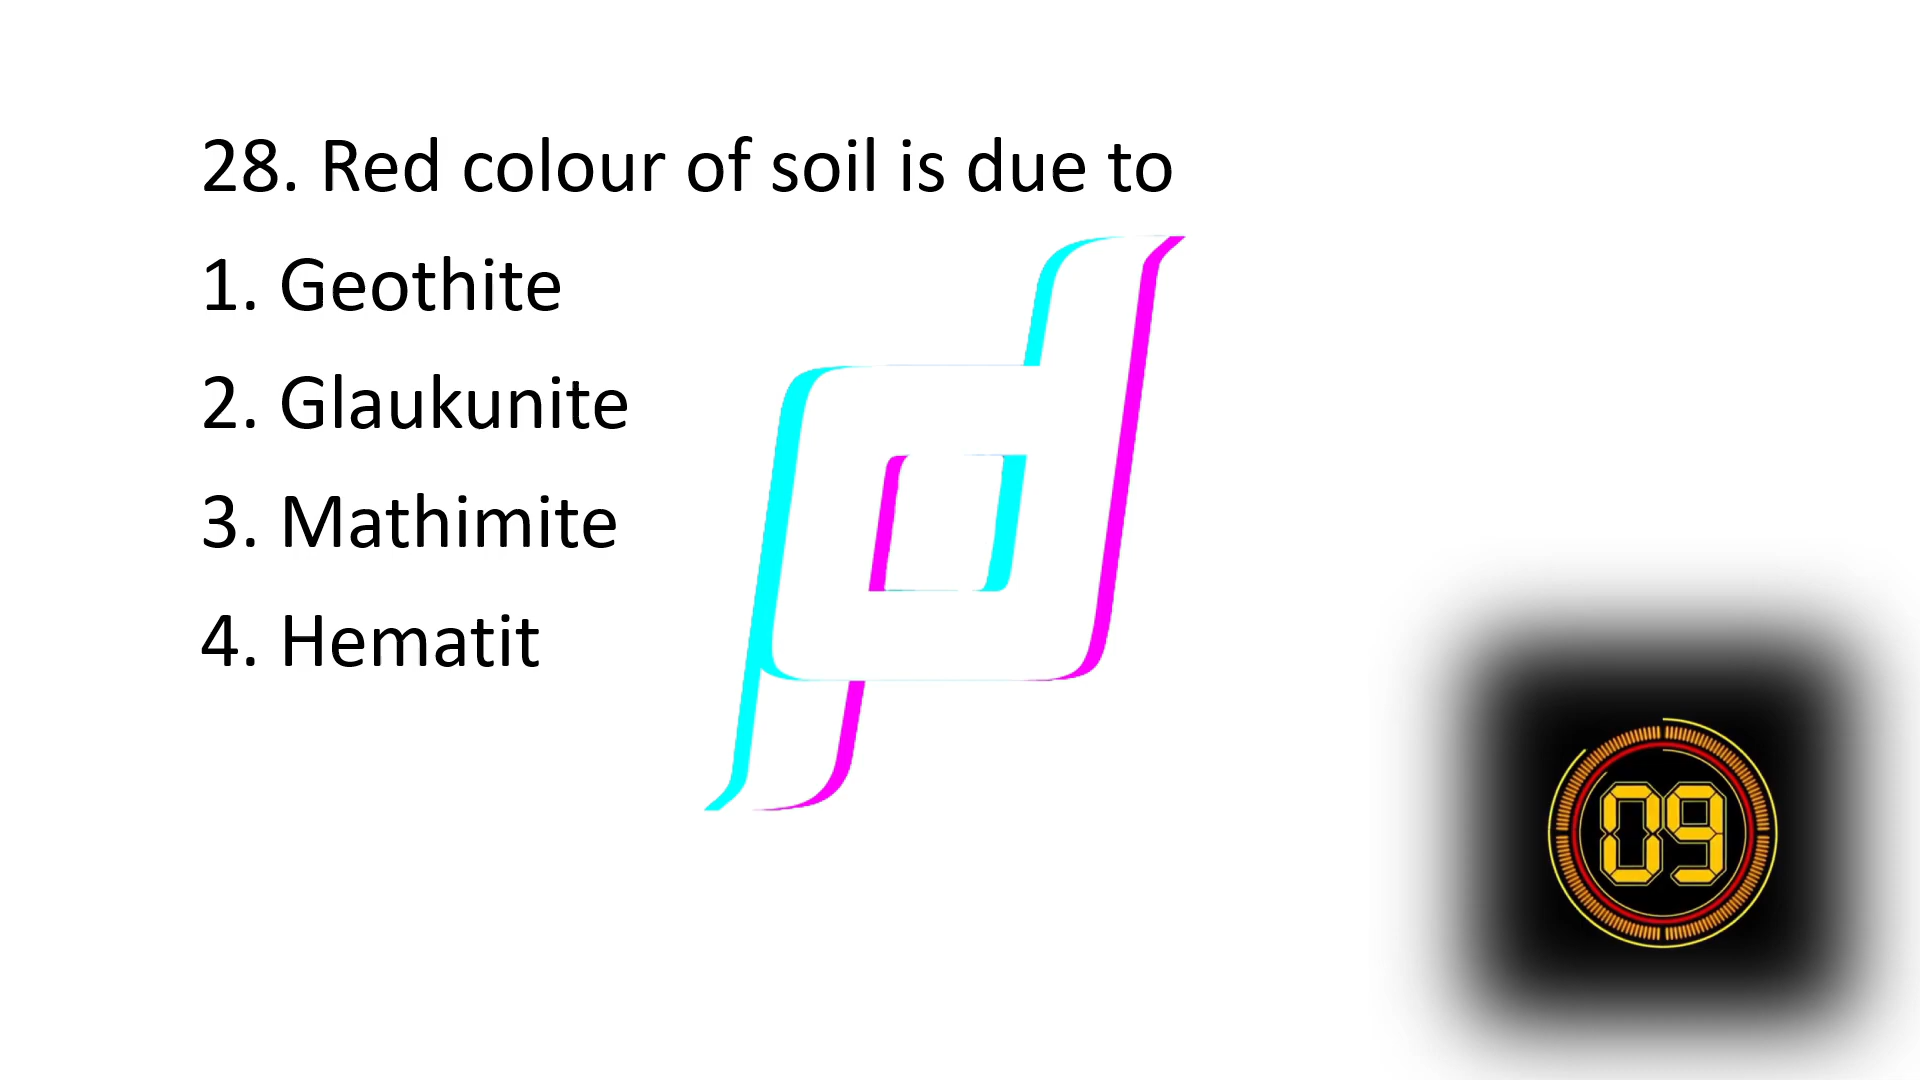 28. Red colour of soil is due to
1. Geothite
2. Glaukunite
3. Mathimite
4. Hematit
09